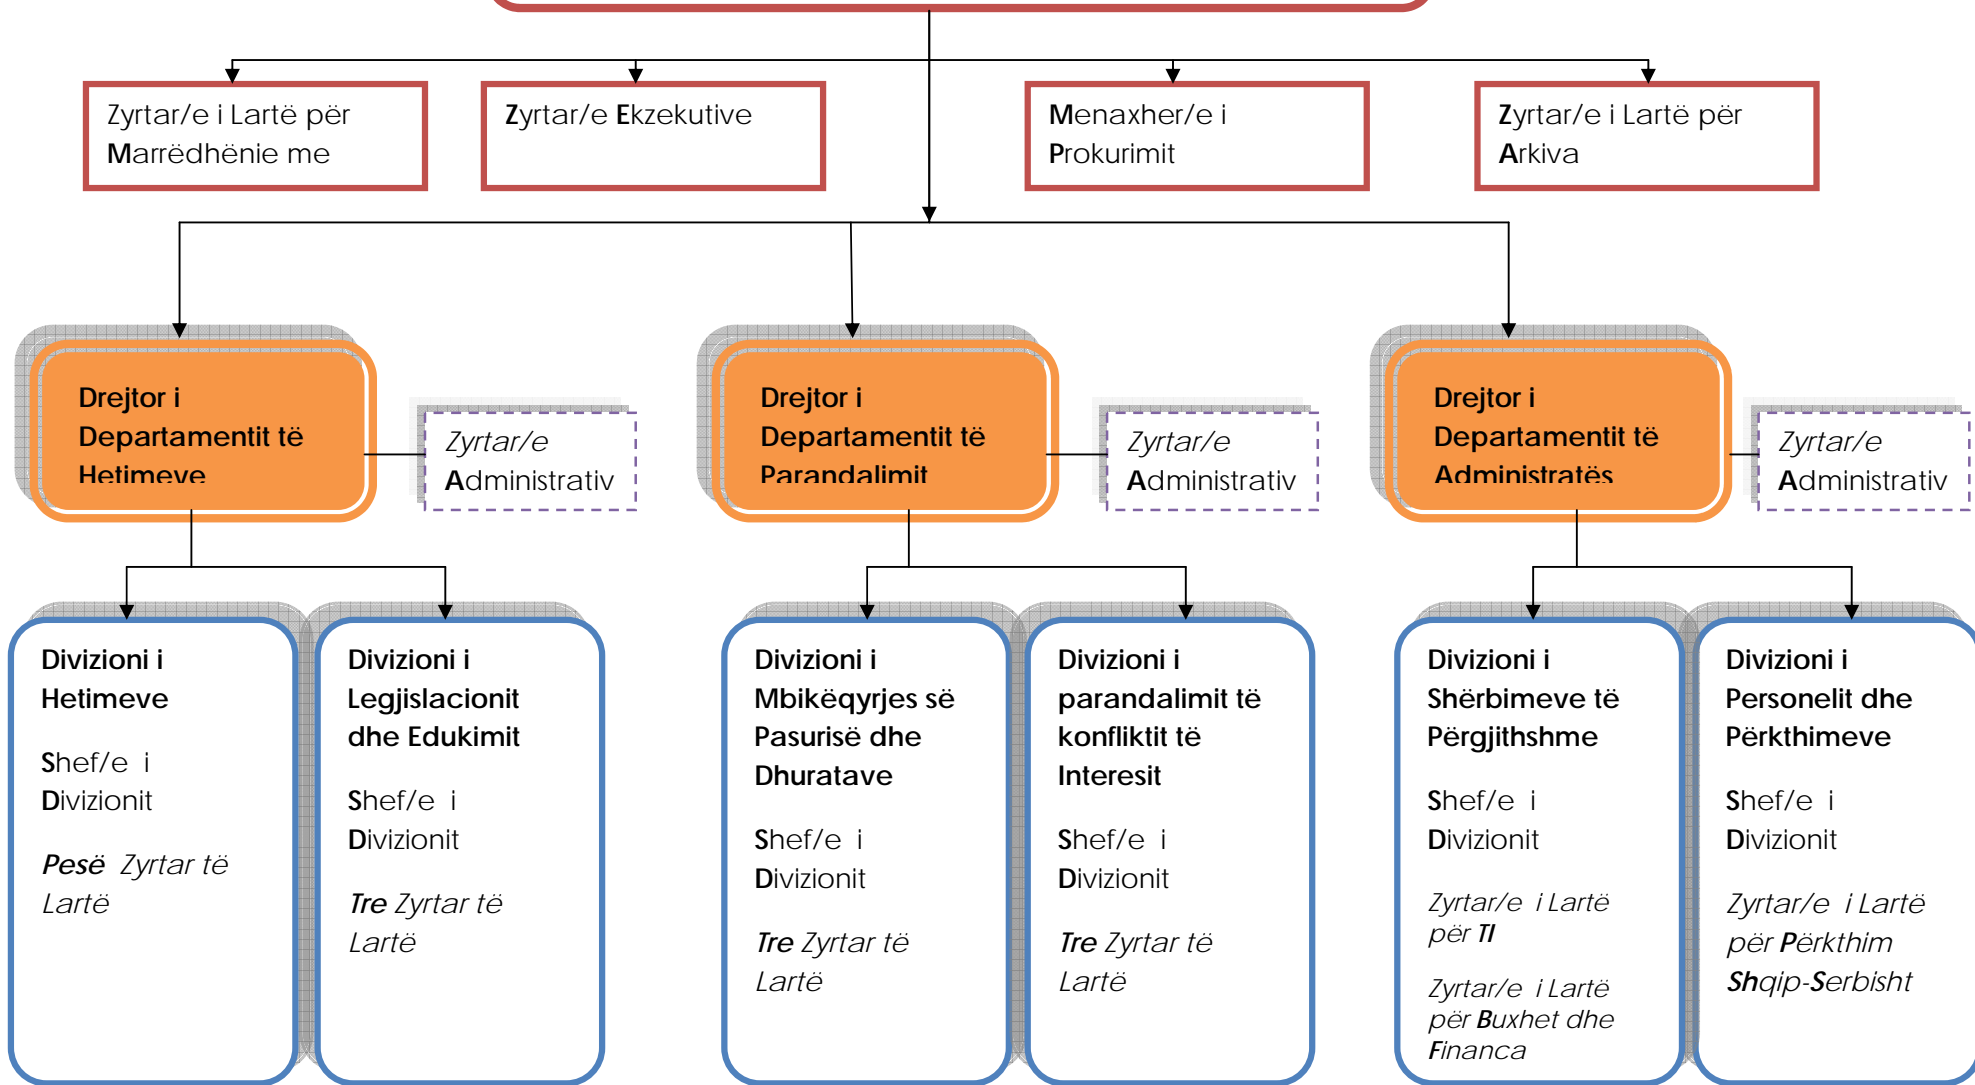 Zyrtar/e i Lartë për
Marrëdhënie me
Zyrtar/e Ekzekutive
Menaxher/e i
Prokurimit
Zyrtar/e i Lartë për
Arkiva
Drejtor i
Departamentit të
Hetimeve
Zyrtar/e
Administrativ
Drejtor i
Departamentit të
Parandalimit
Zyrtar/e
Administrativ
Drejtor i
Departamentit të
Administratës
Zyrtar/e
Administrativ
Divizioni i
Hetimeve
Shef/e i
Divizionit
Pesë Zyrtar të
Lartë
Divizioni i
Legjislacionit
dhe Edukimit
Shef/e i
Divizionit
Tre Zyrtar të
Lartë
Divizioni i
Mbikëqyrjes së
Pasurisë dhe
Dhuratave
Shef/e i
Divizionit
Tre Zyrtar të
Lartë
Divizioni i
parandalimit të
konfliktit të
Interesit
Shef/e i
Divizionit
Tre Zyrtar të
Lartë
Divizioni i
Shërbimeve të
Përgjithshme
Shef/e i
Divizionit
Zyrtar/e i Lartë
për TI
Zyrtar/e i Lartë
për Buxhet dhe
Financa
Divizioni i
Personelit dhe
Përkthimeve
Shef/e i
Divizionit
Zyrtar/e i Lartë
për Përkthim
Shqip-Serbisht